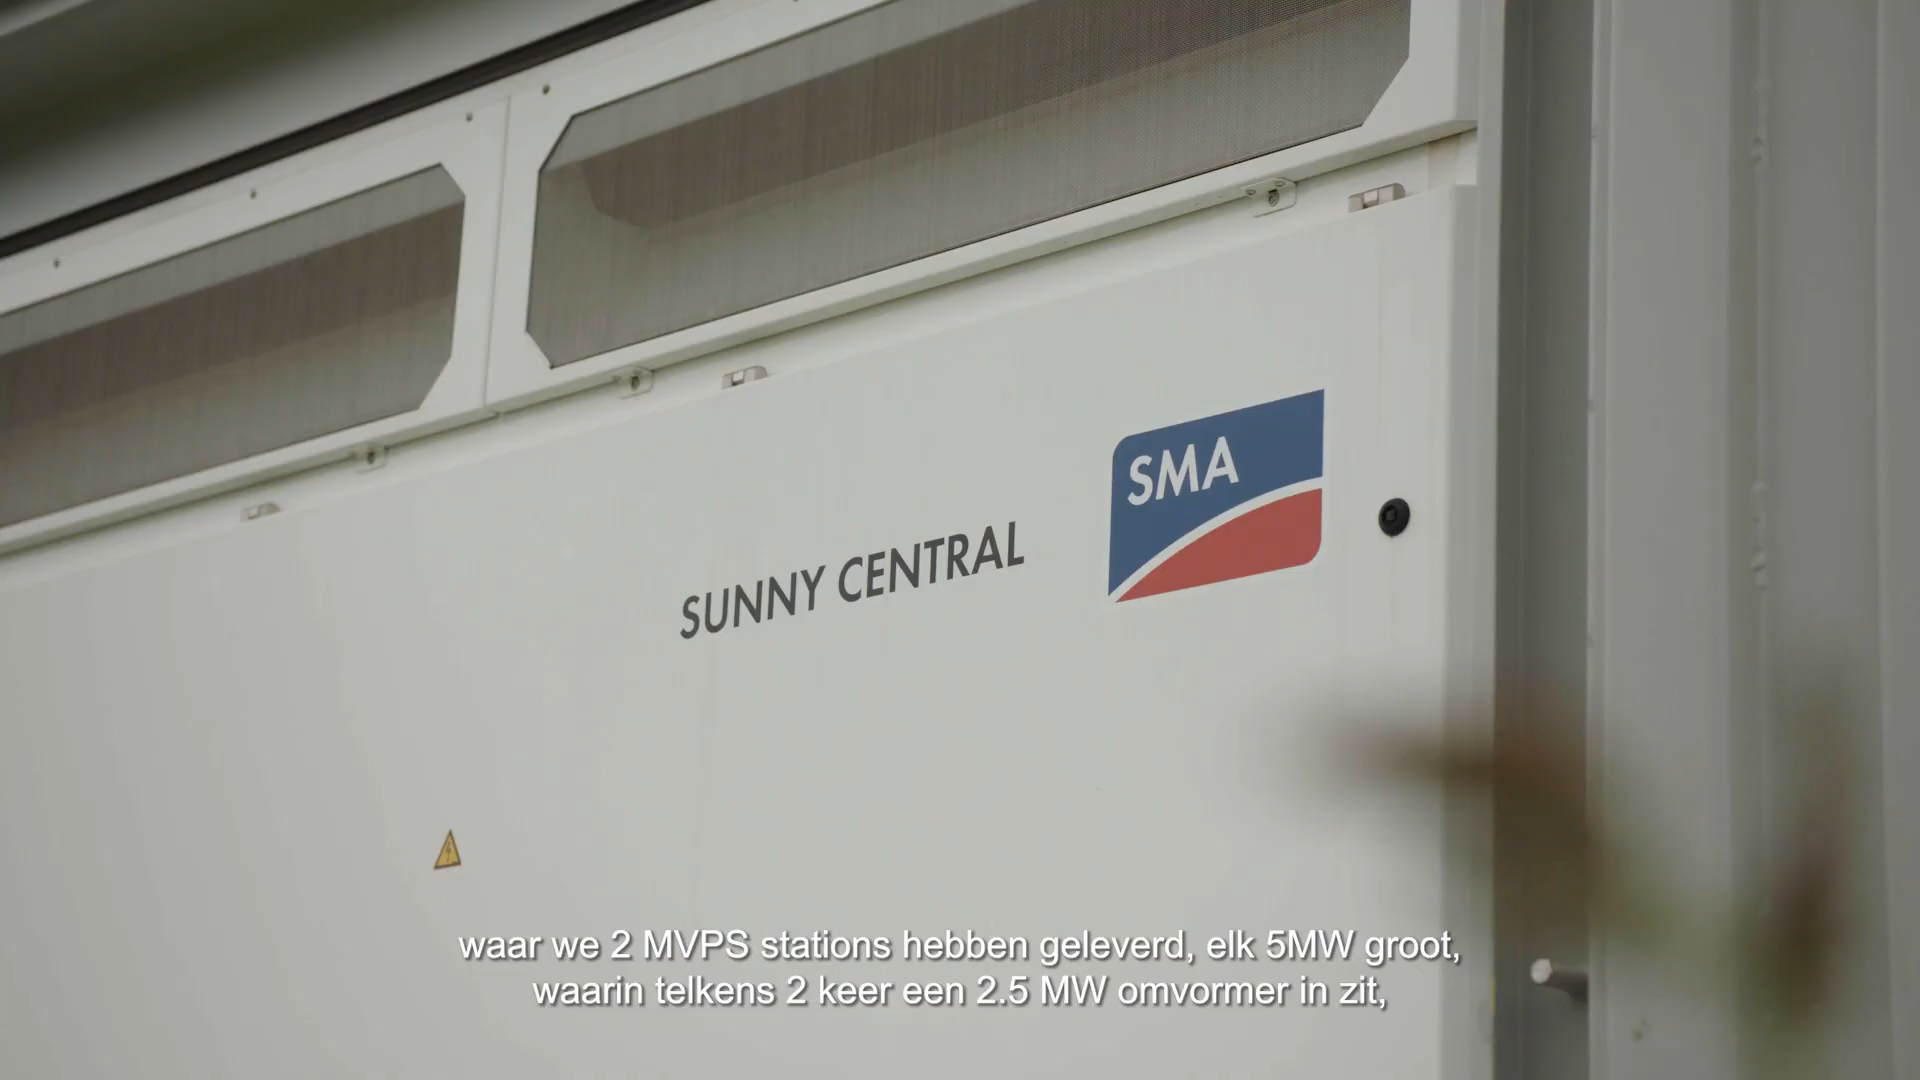 SMA
SUNNY CENTRAL
waar we 2 MVPS stations hebben geleverd, elk 5MW groot,
waarin telkens 2 keer een 2.5 MW omvormer in zit,